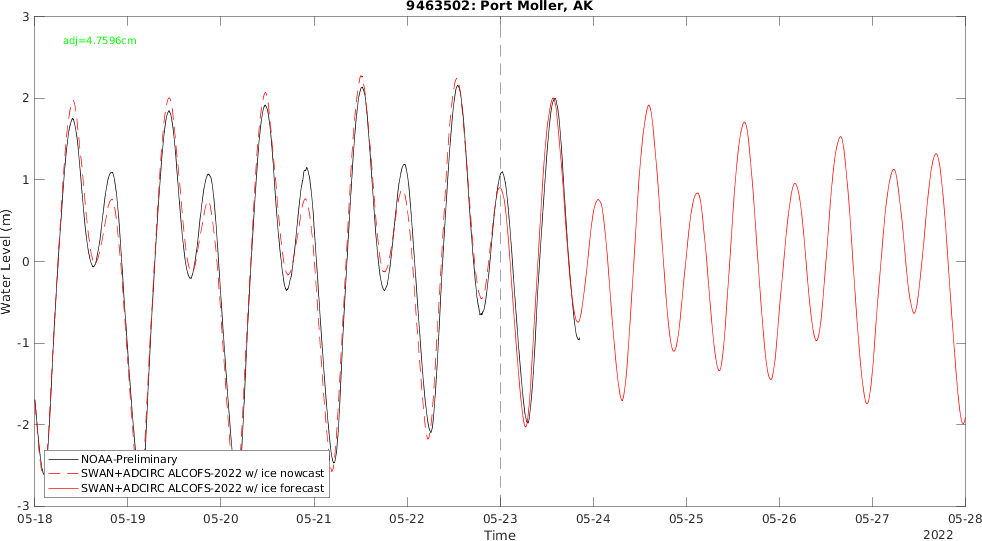 9463502: Port Moller, AK
adj=4.7596cm
3
2
1
0
-1
-2
-3
Water Level (m)
NOAA-Preliminary
SWAN+ADCIRC ALCOFS-2022 w/ ice nowcast
SWAN+ADCIRC ALCOFS-2022 w/ ice forecast
05-18 05-19 05-20 05-21 05-22 05-23 05-24 05-25 05-26 05-27 05-28
Time
2022